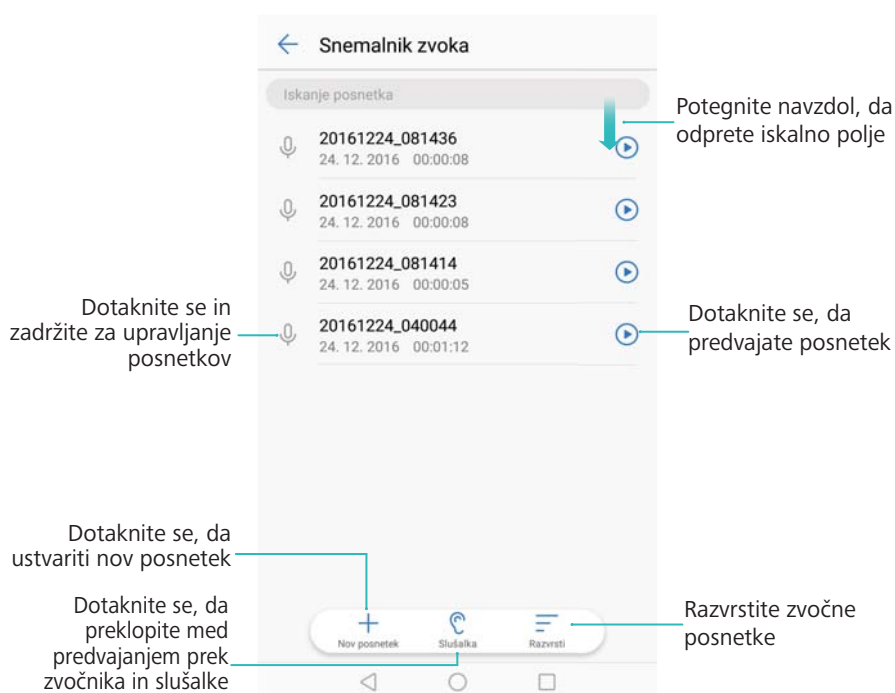 Snemalnik zvoka
Iskanje posnetka
Potegnite navzdol, da
odprete iskalno polje
20161224_081436
24. 12. 2016 00:00:08
20161224_081423
24. 12. 2016 00:00:08
20161224_081414
24. 12. 2016 00:00:05
Dotaknite se in
zadržite za upravljanje
posnetkov
20161224_040044
24. 12. 2016 00:01:12
Dotaknite se, da
predvajate posnetek
Dotaknite se, da
ustvariti nov posnetek
Dotaknite se, da
preklopite med
predvajanjem prek
zvočnika in slušalke
Nov posnetek
Slušalka
Razvrsti
Razvrstite zvočne
posnetke